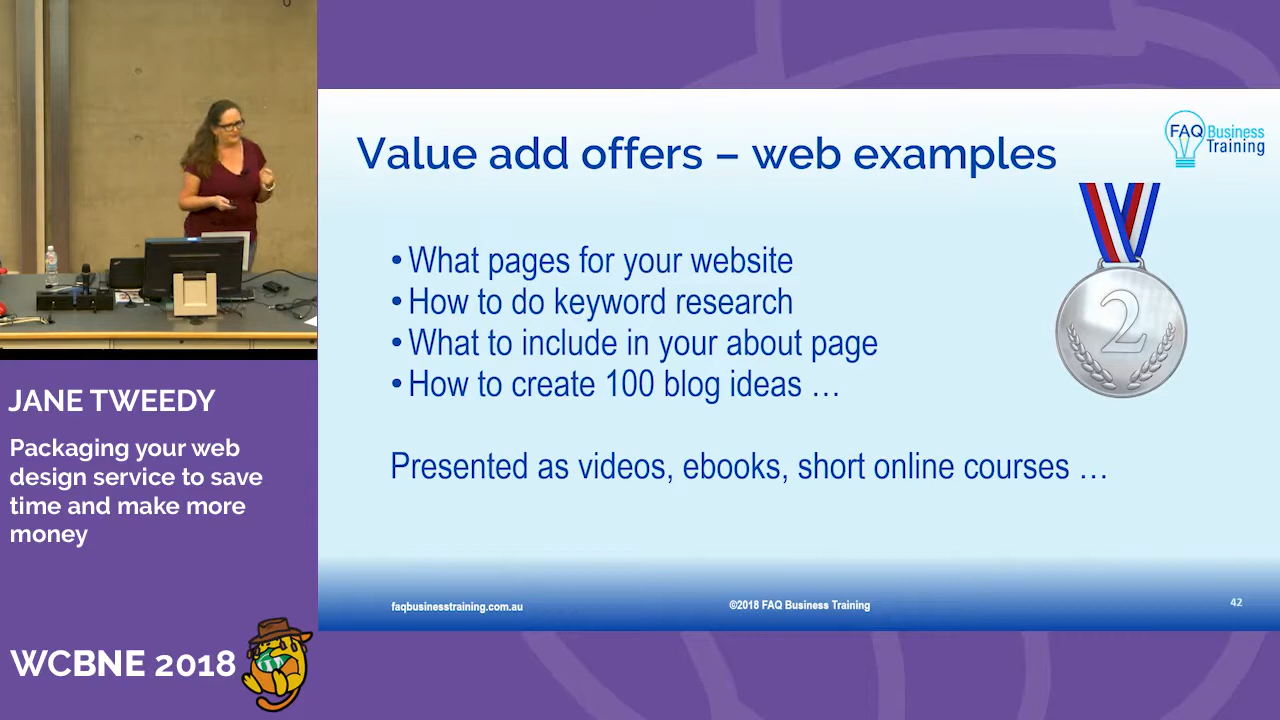 JANE TWEEDY
Packaging your web
design service to save
time and make more
money
WCBNE 2018
Value add offers – web examples
FAQ Business
Training
• What pages for your website
• How to do keyword research
• What to include in your about page
• How to create 100 blog ideas …
2
Presented as videos, ebooks, short online courses …
faqbusinesstraining.com.au
©2018 FAQ Business Training
42